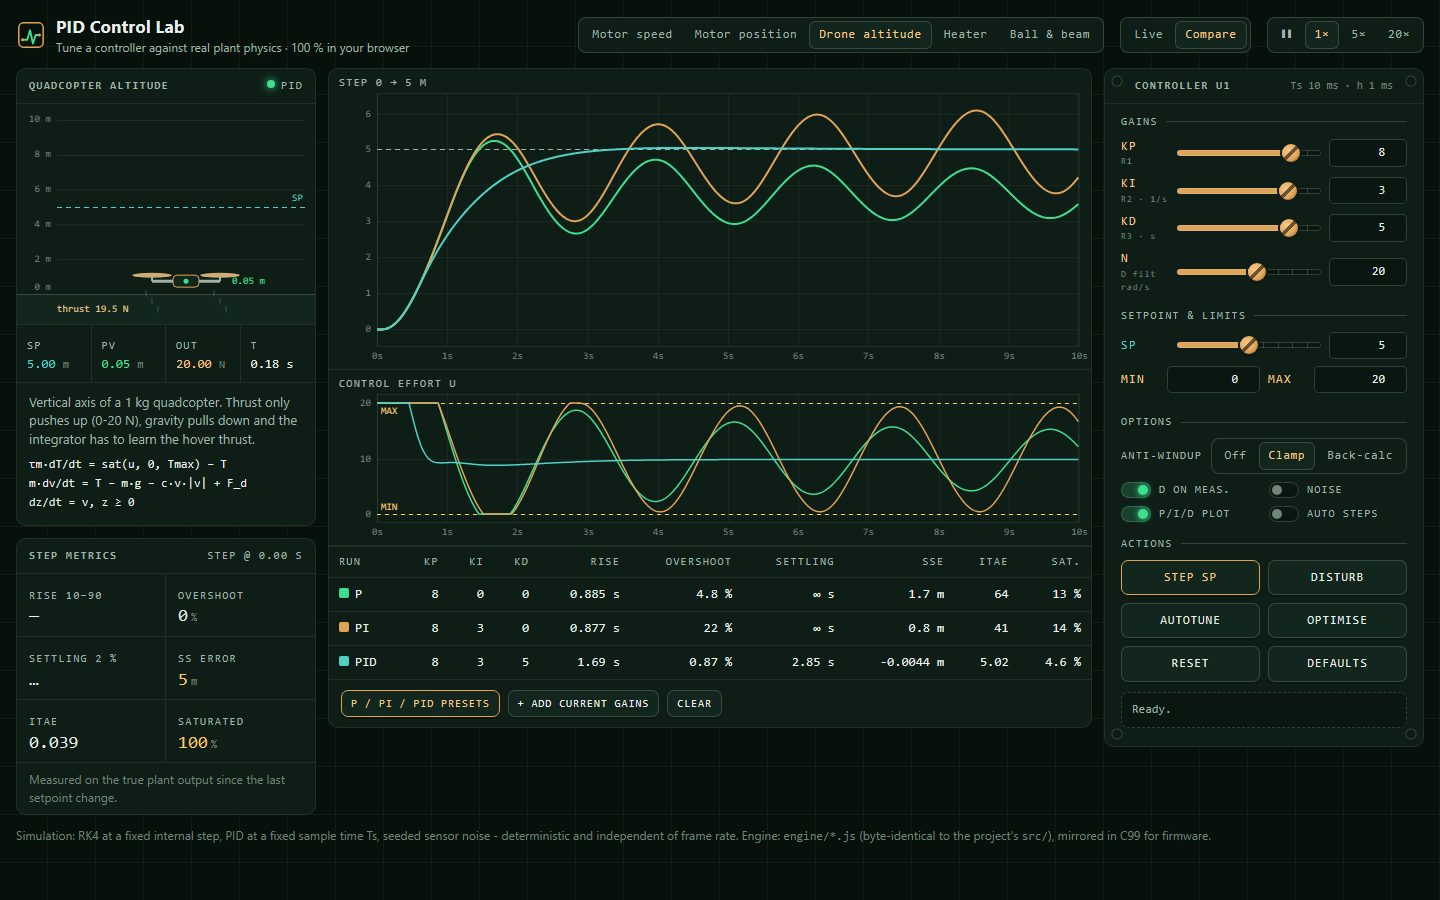 PID Control Lab
Tune a controller against real plant physics · 100 % in your browser
Motor speed Motor position Drone altitude Heater Ball & beam
Live Compare
1× 5× 20×
QUADCOPTER ALTITUDE PID
10 m
8 m
6 m
SP
4 m
2 m
0.05 m
0 m
thrust 19.5 N
SP PV OUT T
5.00 m 0.05 m 20.00 N 0.18 s
Vertical axis of a 1 kg quadcopter. Thrust only
pushes up (0-20 N), gravity pulls down and the
integrator has to learn the hover thrust.
τm·dT/dt = sat(u, 0, Tmax) − T
m·dv/dt = T − m·g − c·v·|v| + F_d
dz/dt = v, z ≥ 0
STEP METRICS STEP @ 0.00 S
RISE 10–90 OVERSHOOT
— 0 %
SETTLING 2 % SS ERROR
… 5 m
ITAE SATURATED
0.039 100 %
Measured on the true plant output since the last
setpoint change.
STEP 0 → 5 M
6
5
4
3
2
1
0
0s 1s 2s 3s 4s 5s 6s 7s 8s 9s 10s
CONTROL EFFORT U
20
MAX
10
MIN
0
0s 1s 2s 3s 4s 5s 6s 7s 8s 9s 10s
RUN KP KI KD RISE OVERSHOOT SETTLING SSE ITAE SAT.
P 8 0 0 0.885 s 4.8 % ∞ s 1.7 m 64 13 %
PI 8 3 0 0.877 s 22 % ∞ s 0.8 m 41 14 %
PID 8 3 5 1.69 s 0.87 % 2.85 s -0.0044 m 5.02 4.6 %
P / PI / PID PRESETS + ADD CURRENT GAINS CLEAR
CONTROLLER U1 Ts 10 ms · h 1 ms
GAINS
KP 8
R1
KI 3
R2 · 1/s
KD 5
R3 · s
N 20
D filt
rad/s
SETPOINT & LIMITS
SP 5
MIN 0 MAX 20
OPTIONS
ANTI-WINDUP Off Clamp Back-calc
D ON MEAS. NOISE
P/I/D PLOT AUTO STEPS
ACTIONS
STEP SP DISTURB
AUTOTUNE OPTIMISE
RESET DEFAULTS
Ready.
Simulation: RK4 at a fixed internal step, PID at a fixed sample time Ts, seeded sensor noise - deterministic and independent of frame rate. Engine: engine/*.js (byte-identical to the project's src/), mirrored in C99 for firmware.